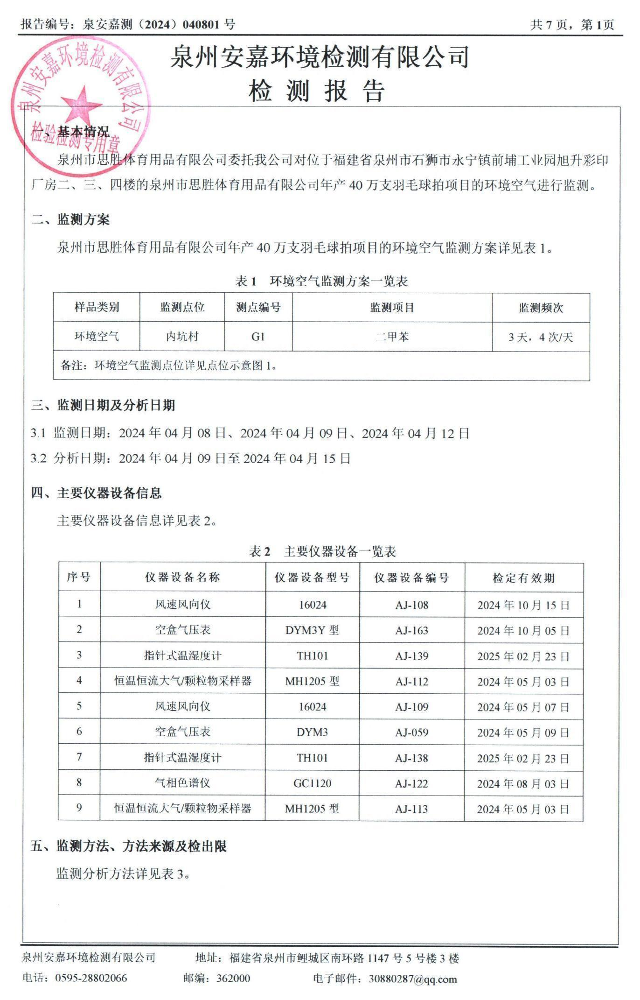 报告编号：泉安嘉测（2024）040801 号
共 7 页，第 1页
泉州安嘉环境检测有限公司
检 测 报 告
泉州安嘉环境检测有限公司
检验检测专用章
一、基本情况
泉州市思胜体育用品有限公司委托我公司对位于福建省泉州市石狮市永宁镇前埔工业园旭升彩印
厂房二、三、四楼的泉州市思胜体育用品有限公司年产 40 万支羽毛球拍项目的环境空气进行监测。
二、监测方案
泉州市思胜体育用品有限公司年产 40 万支羽毛球拍项目的环境空气监测方案详见表 1。
表 1 环境空气监测方案一览表
样品类别 监测点位 测点编号 监测项目 监测频次
环境空气 内坑村 G1 二甲苯 3 天，4 次/天
备注：环境空气监测点位详见点位示意图 1。
三、监测日期及分析日期
3.1 监测日期：2024 年 04 月 08 日、2024 年 04 月 09 日、2024 年 04 月 12 日
3.2 分析日期：2024 年 04 月 09 日至 2024 年 04 月 15 日
四、主要仪器设备信息
主要仪器设备信息详见表 2。
表 2 主要仪器设备一览表
序号 仪器设备名称 仪器设备型号 仪器设备编号 检定有效期
1 风速风向仪 16024 AJ-108 2024 年 10 月 15 日
2 空盒气压表 DYM3Y 型 AJ-163 2024 年 10 月 05 日
3 指针式温湿度计 TH101 AJ-139 2025 年 02 月 23 日
4 恒温恒流大气/颗粒物采样器 MH1205 型 AJ-112 2024 年 05 月 03 日
5 风速风向仪 16024 AJ-109 2024 年 05 月 07 日
6 空盒气压表 DYM3 AJ-059 2024 年 05 月 09 日
7 指针式温湿度计 TH101 AJ-138 2025 年 02 月 23 日
8 气相色谱仪 GC1120 AJ-122 2024 年 08 月 03 日
9 恒温恒流大气/颗粒物采样器 MH1205 型 AJ-113 2024 年 05 月 03 日
五、监测方法、方法来源及检出限
监测分析方法详见表 3。
泉州安嘉环境检测有限公司 地址：福建省泉州市鲤城区南环路 1147 号 5 号楼 3 楼
电话：0595-28802066 邮编：362000 电子邮件：30880287@qq.com